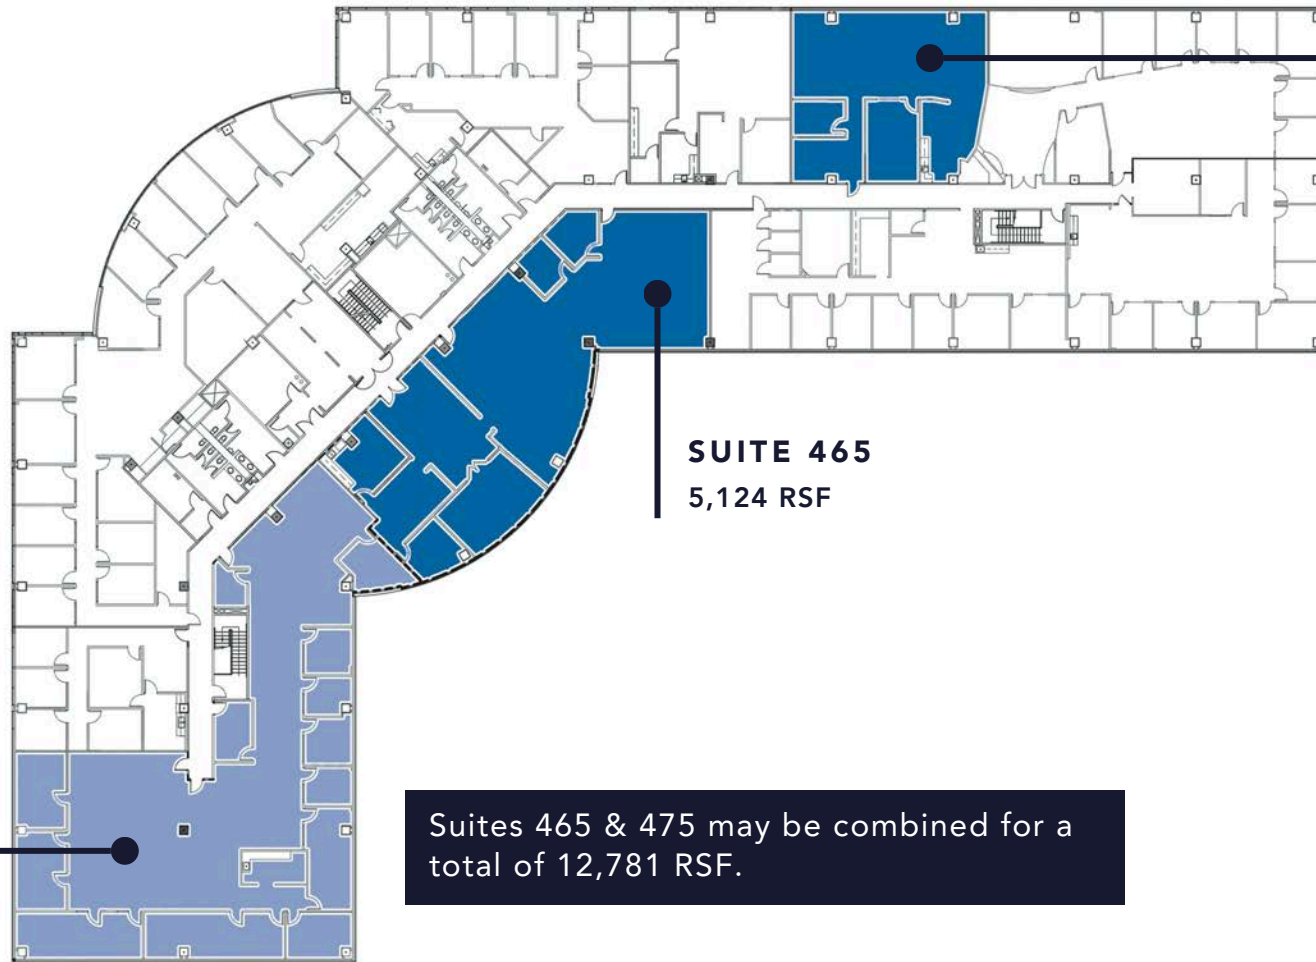 SUITE 465
5,124 RSF
Suites 465 & 475 may be combined for a
total of 12,781 RSF.